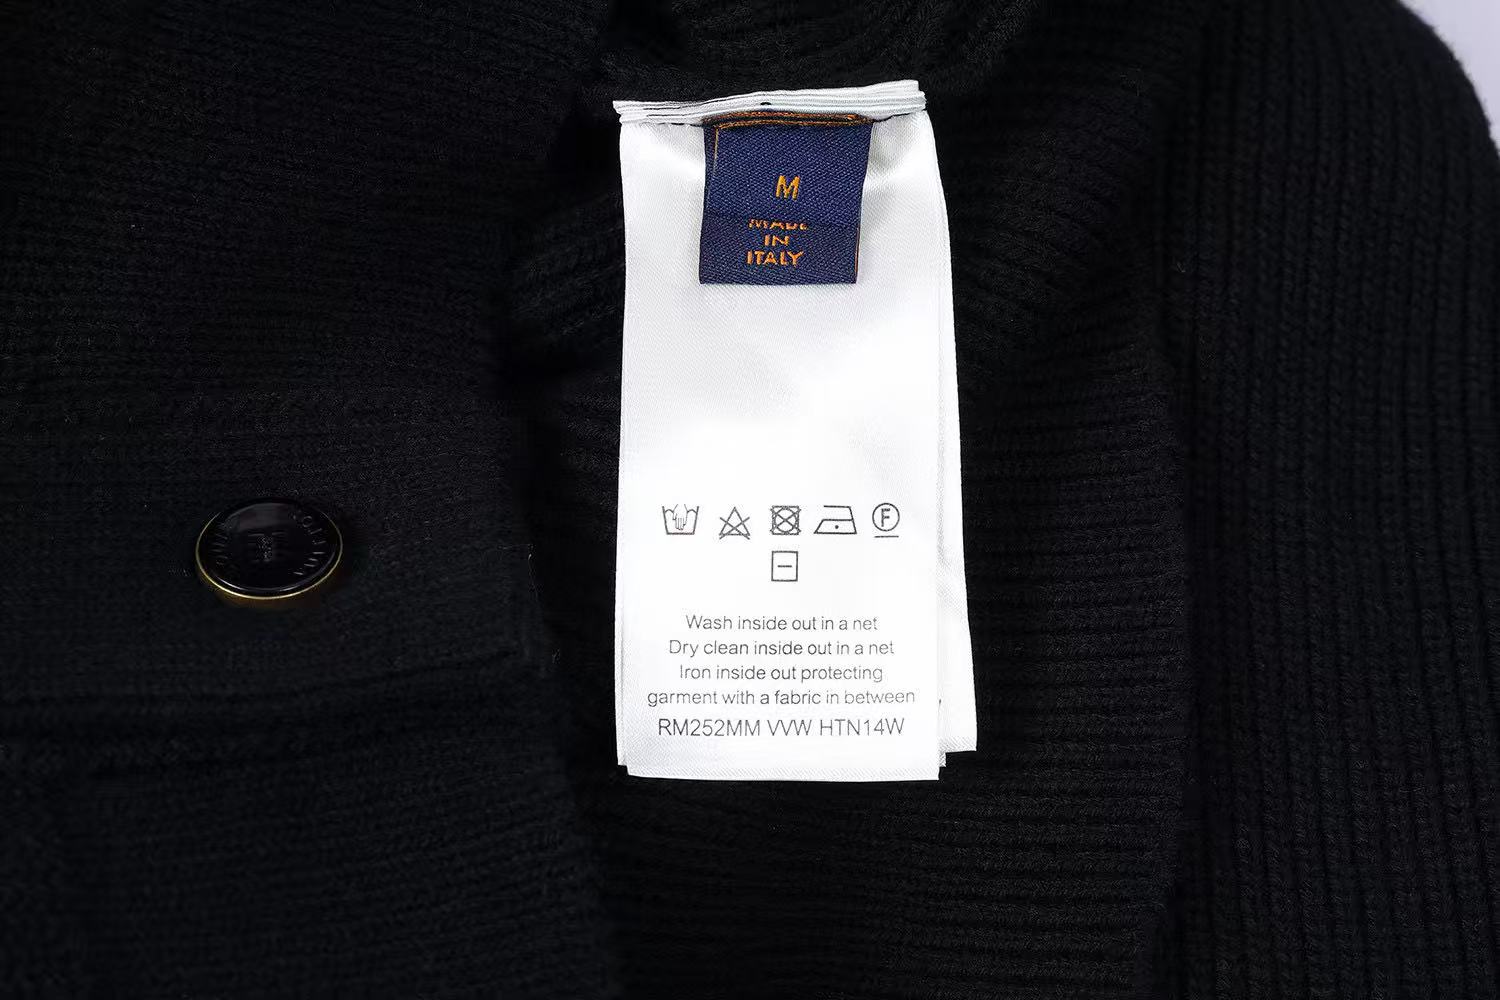 M
MADE
IN
ITALY
F
Wash inside out in a net
Dry clean inside out in a net
Iron inside out protecting
garment with a fabric in between
RM252MM VVW HTN14W